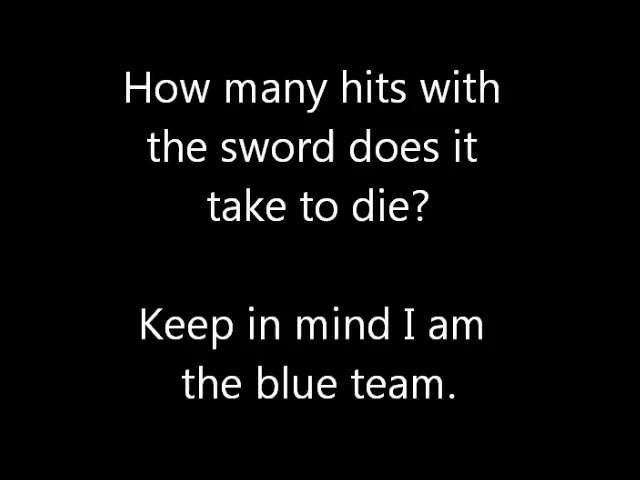 How many hits with
the sword does it
take to die?
Keep in mind I am
the blue team.